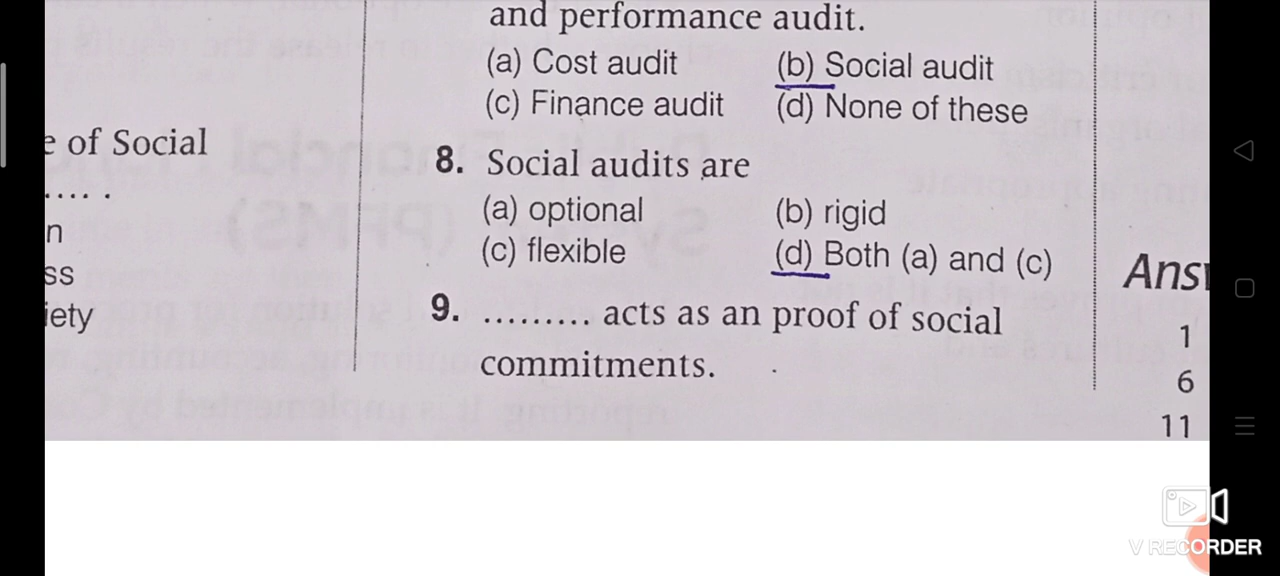 and performance audit.
(a) Cost audit (b) Social audit
(c) Finance audit (d) None of these
e of Social
.... .
n
ss
iety
8. Social audits are
(a) optional (b) rigid
(c) flexible (d) Both (a) and (c)
9. .......... acts as an proof of social
commitments.
Ans
1
6
11
V RECORDER